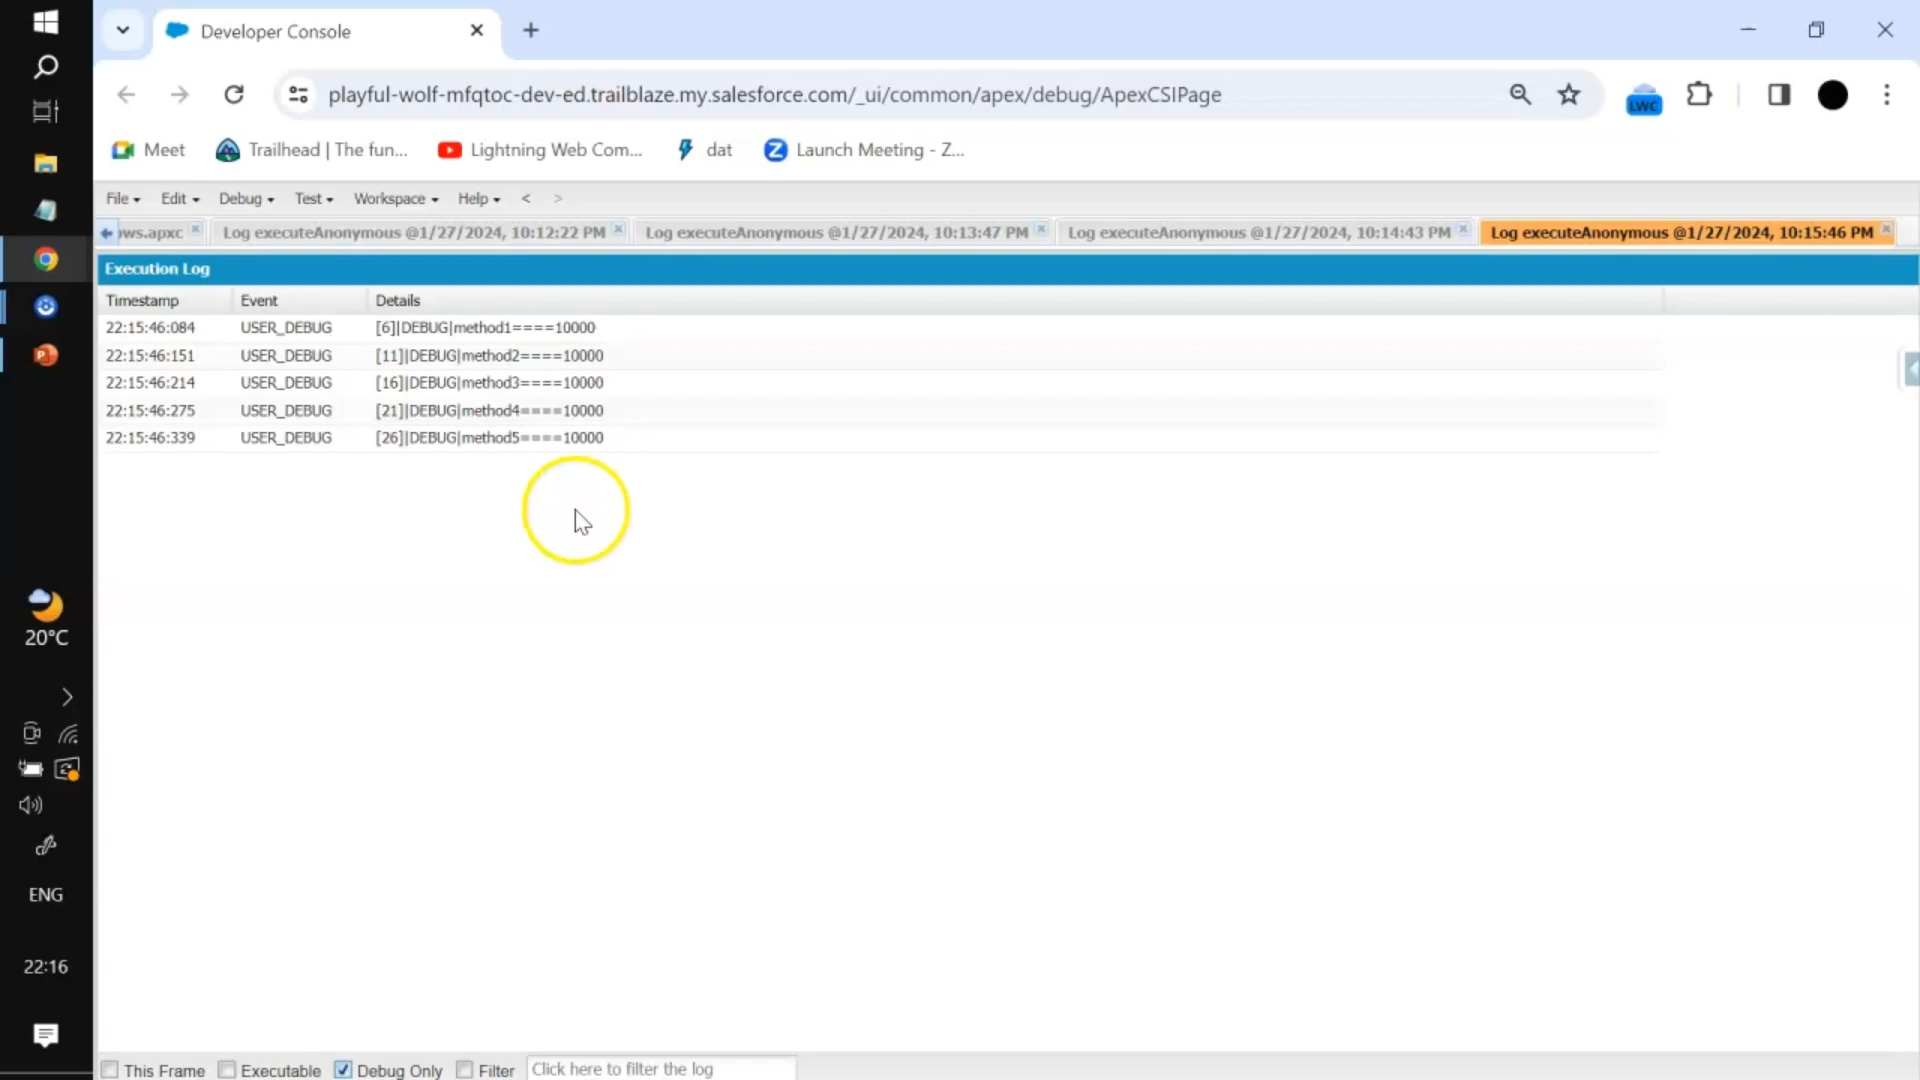 Developer Console
playful-wolf-mfqtoc-dev-ed.trailblaze.my.salesforce.com/_ui/common/apex/debug/ApexCSIPage
LWC
Meet Trailhead | The fun... Lightning Web Com... dat Z Launch Meeting - Z...
File Edit Debug Test Workspace Help < >
ows.apxc Log executeAnonymous @1/27/2024, 10:12:22 PM Log executeAnonymous @1/27/2024, 10:13:47 PM Log executeAnonymous @1/27/2024, 10:14:43 PM Log executeAnonymous @1/27/2024, 10:15:46 PM
Execution Log
Timestamp Event Details
22:15:46:084 USER_DEBUG [6]|DEBUG|method1====10000
22:15:46:151 USER_DEBUG [11]|DEBUG|method2====10000
22:15:46:214 USER_DEBUG [16]|DEBUG|method3====10000
22:15:46:275 USER_DEBUG [21]|DEBUG|method4====10000
22:15:46:339 USER_DEBUG [26]|DEBUG|method5====10000
P
20°C
ENG
22:16
This Frame Executable Debug Only Filter Click here to filter the log